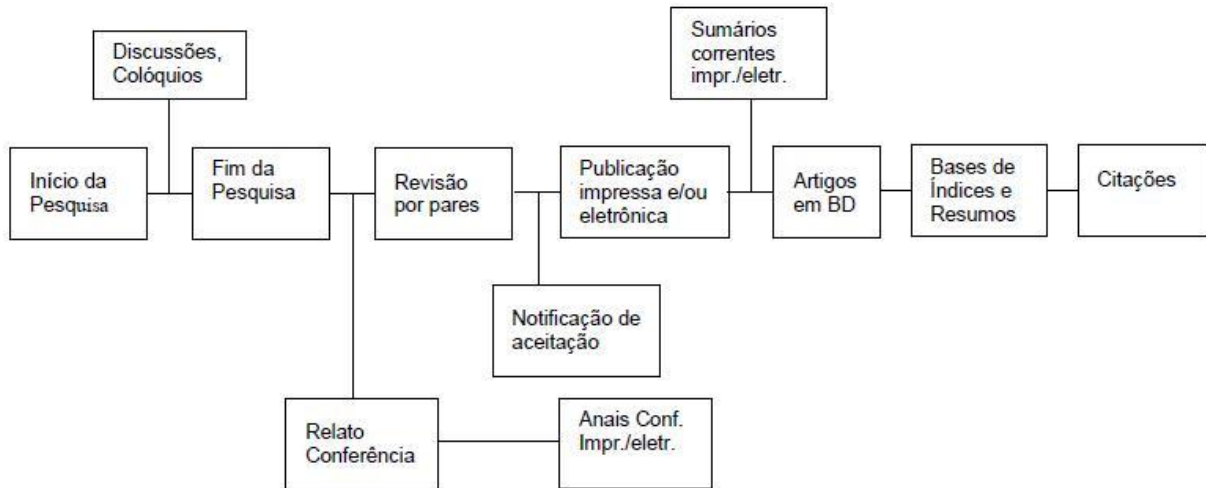 Discussões,
Colóquios
Sumários
correntes
impr./eletr.
Início da
Pesquisa
Fim da
Pesquisa
Revisão
por pares
Publicação
impressa e/ou
eletrônica
Artigos
em BD
Bases de
Índices e
Resumos
Citações
Notificação de
aceitação
Relato
Conferência
Anais Conf.
Impr./eletr.